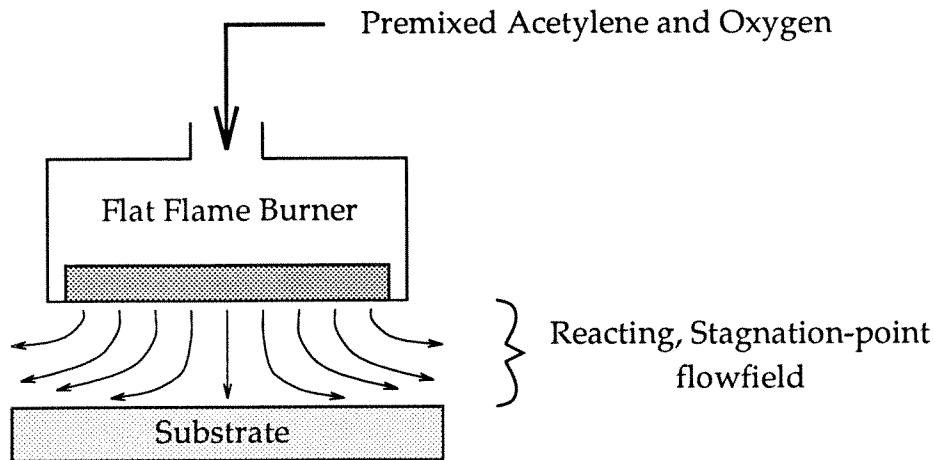 Premixed Acetylene and Oxygen
Flat Flame Burner
Reacting, Stagnation-point
flowfield
Substrate